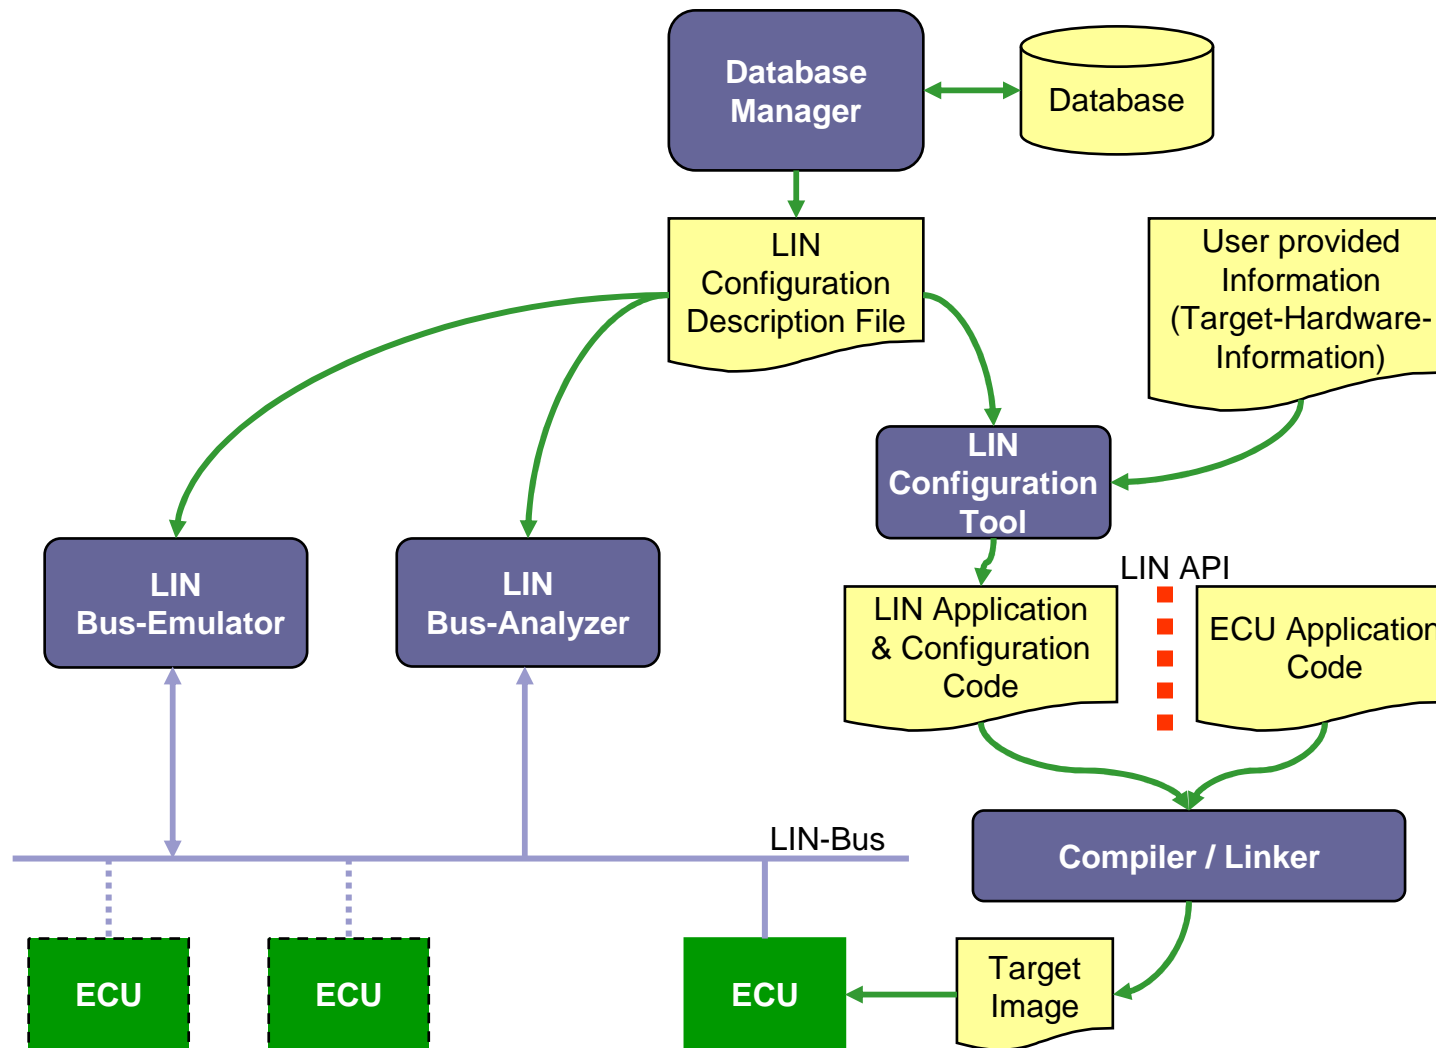 Database
Manager
Database
LIN
Configuration
Description File
User provided
Information
(Target-Hardware-
Information)
LIN
Configuration
Tool
LIN
Bus-Emulator
LIN
Bus-Analyzer
LIN API
LIN Application
& Configuration
Code
ECU Application
Code
LIN-Bus
Compiler / Linker
ECU
ECU
ECU
Target
Image